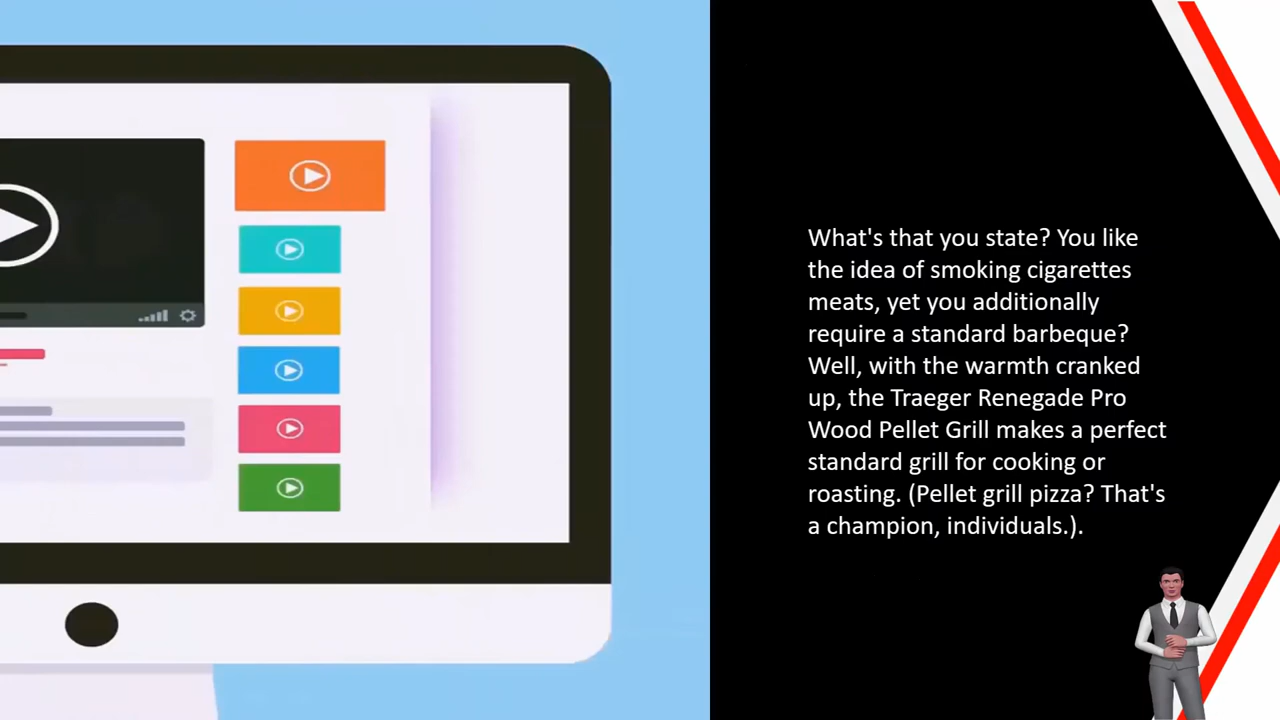 What's that you state? You like
the idea of smoking cigarettes
meats, yet you additionally
require a standard barbeque?
Well, with the warmth cranked
up, the Traeger Renegade Pro
Wood Pellet Grill makes a perfect
standard grill for cooking or
roasting. (Pellet grill pizza? That's
a champion, individuals.).